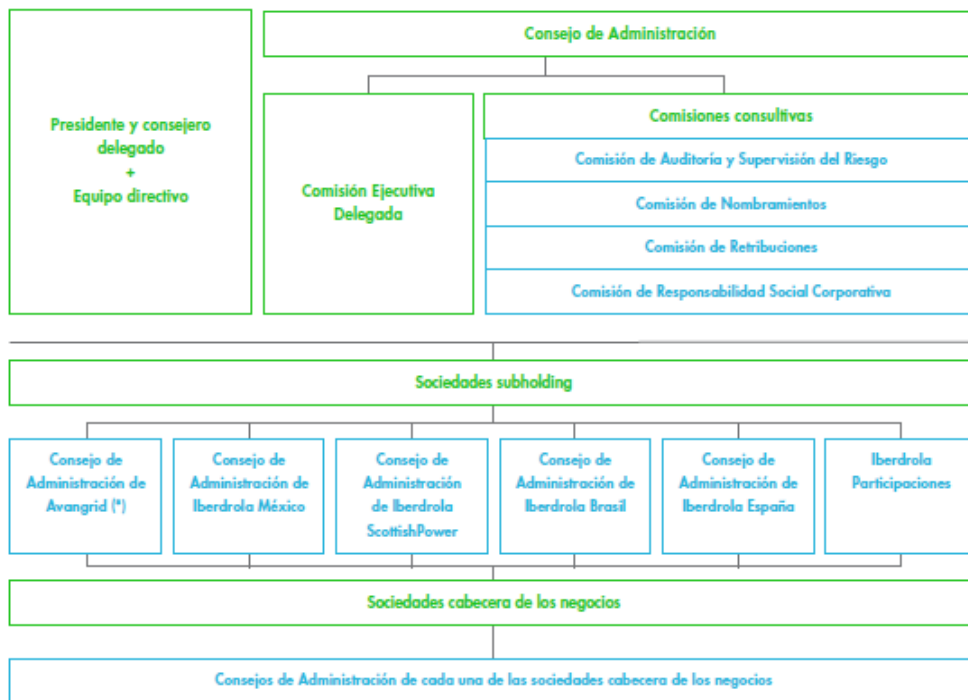 Consejo de Administración
Presidente y consejero
delegado
+
Equipo directivo
Comisión Ejecutiva
Delegada
Comisiones consultivas
Comisión de Auditoría y Supervisión del Riesgo
Comisión de Nombramientos
Comisión de Retribuciones
Comisión de Responsabilidad Social Corporativa
Sociedades subholding
Consejo de
Administración de
Avangrid (*)
Consejo de
Administración de
Iberdrola México
Consejo de
Administración
de Iberdrola
ScottishPower
Consejo de
Administración de
Iberdrola Brasil
Consejo de
Administración de
Iberdrola España
Iberdrola
Participaciones
Sociedades cabecera de los negocios
Consejos de Administración de cada una de las sociedades cabecera de los negocios